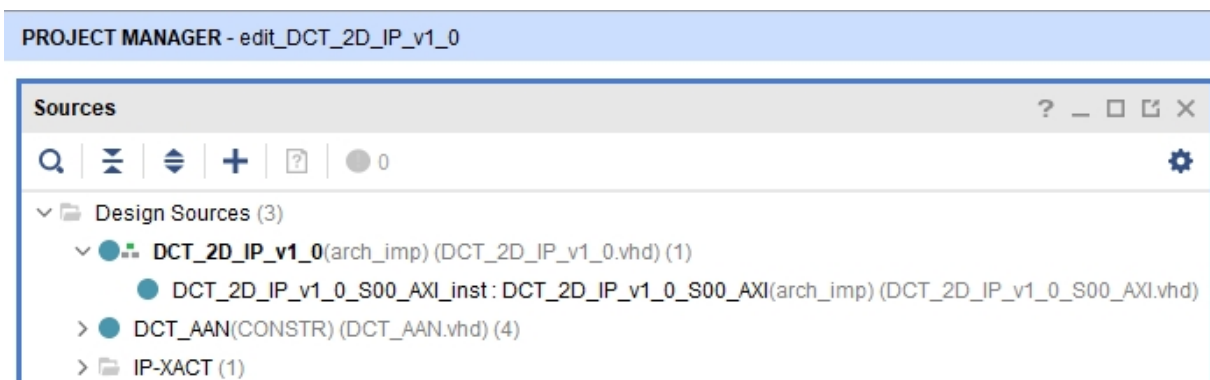 PROJECT MANAGER - edit_DCT_2D_IP_v1_0
Sources
? 0
Design Sources (3)
DCT_2D_IP_v1_0(arch_imp) (DCT_2D_IP_v1_0.vhd) (1)
DCT_2D_IP_v1_0_S00_AXI_inst : DCT_2D_IP_v1_0_S00_AXI(arch_imp) (DCT_2D_IP_v1_0_S00_AXI.vhd)
DCT_AAN(CONSTR) (DCT_AAN.vhd) (4)
IP-XACT (1)